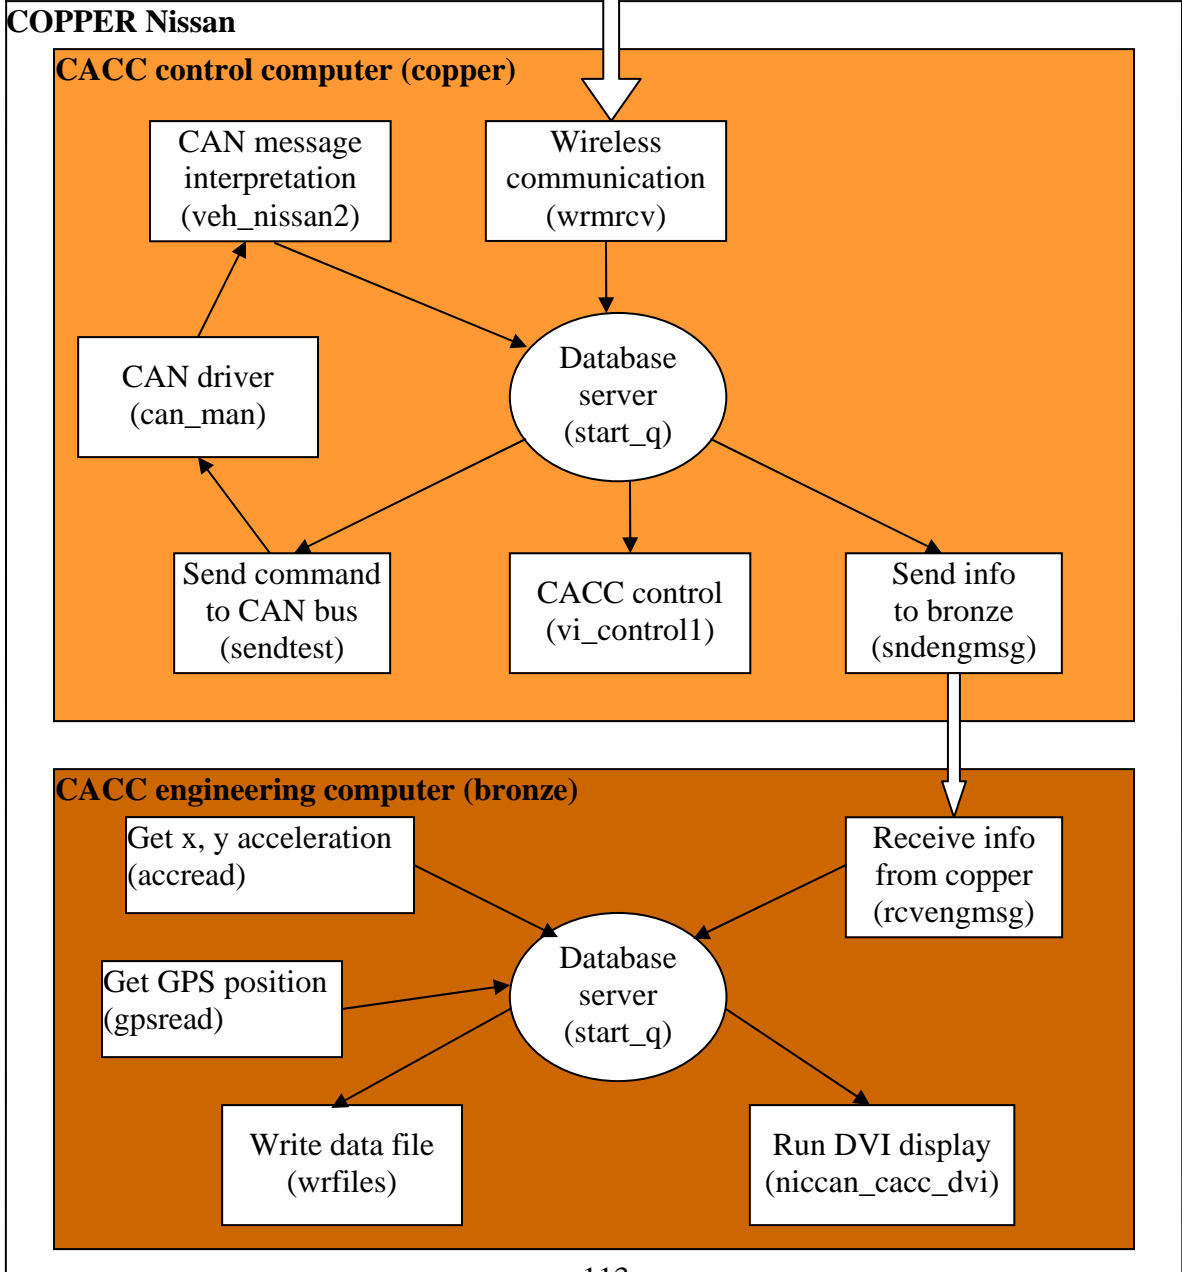 COPPER Nissan
CACC control computer (copper)
CAN message
interpretation
(veh_nissan2)
Wireless
communication
(wrmrcv)
CAN driver
(can_man)
Database
server
(start_q)
Send command
to CAN bus
(sendtest)
CACC control
(vi_control1)
Send info
to bronze
(sndengmsg)
CACC engineering computer (bronze)
Get x, y acceleration
(accread)
Receive info
from copper
(rcvengmsg)
Get GPS position
(gpsread)
Database
server
(start_q)
Write data file
(wrfiles)
Run DVI display
(niccan_cacc_dvi)
113